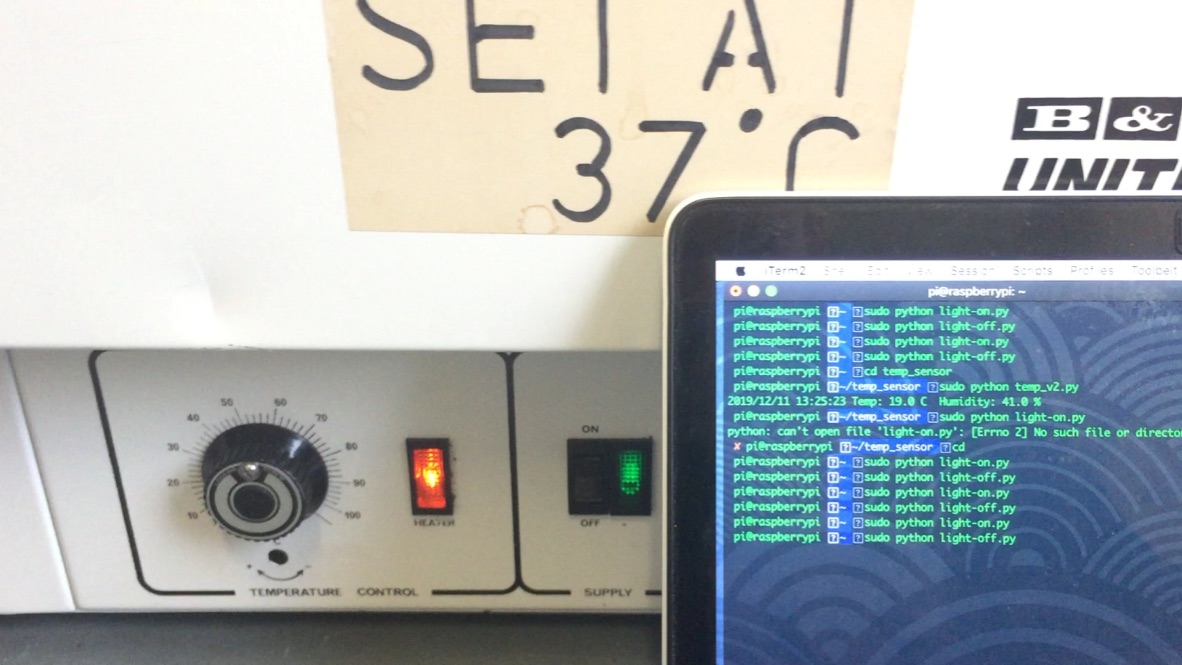 SET AT
37°C
B&
UNIT
50 60
40 70
30 80
20 90
10 100
°C
+ -
TEMPERATURE CONTROL
HEATER
ON
OFF
SUPPLY
iTerm2 Shell Edit View Session Scripts Profiles Toolbelt
pi@raspberrypi: ~
pi@raspberrypi ~ sudo python light-on.py
pi@raspberrypi ~ sudo python light-off.py
pi@raspberrypi ~ sudo python light-on.py
pi@raspberrypi ~ sudo python light-off.py
pi@raspberrypi ~ cd temp_sensor
pi@raspberrypi ~/temp_sensor sudo python temp_v2.py
2019/12/11 13:25:23 Temp: 19.0 C Humidity: 41.0 %
pi@raspberrypi ~/temp_sensor sudo python light-on.py
python: can't open file 'light-on.py': [Errno 2] No such file or directo
✘ pi@raspberrypi ~/temp_sensor cd
pi@raspberrypi ~ sudo python light-on.py
pi@raspberrypi ~ sudo python light-off.py
pi@raspberrypi ~ sudo python light-on.py
pi@raspberrypi ~ sudo python light-off.py
pi@raspberrypi ~ sudo python light-on.py
pi@raspberrypi ~ sudo python light-off.py